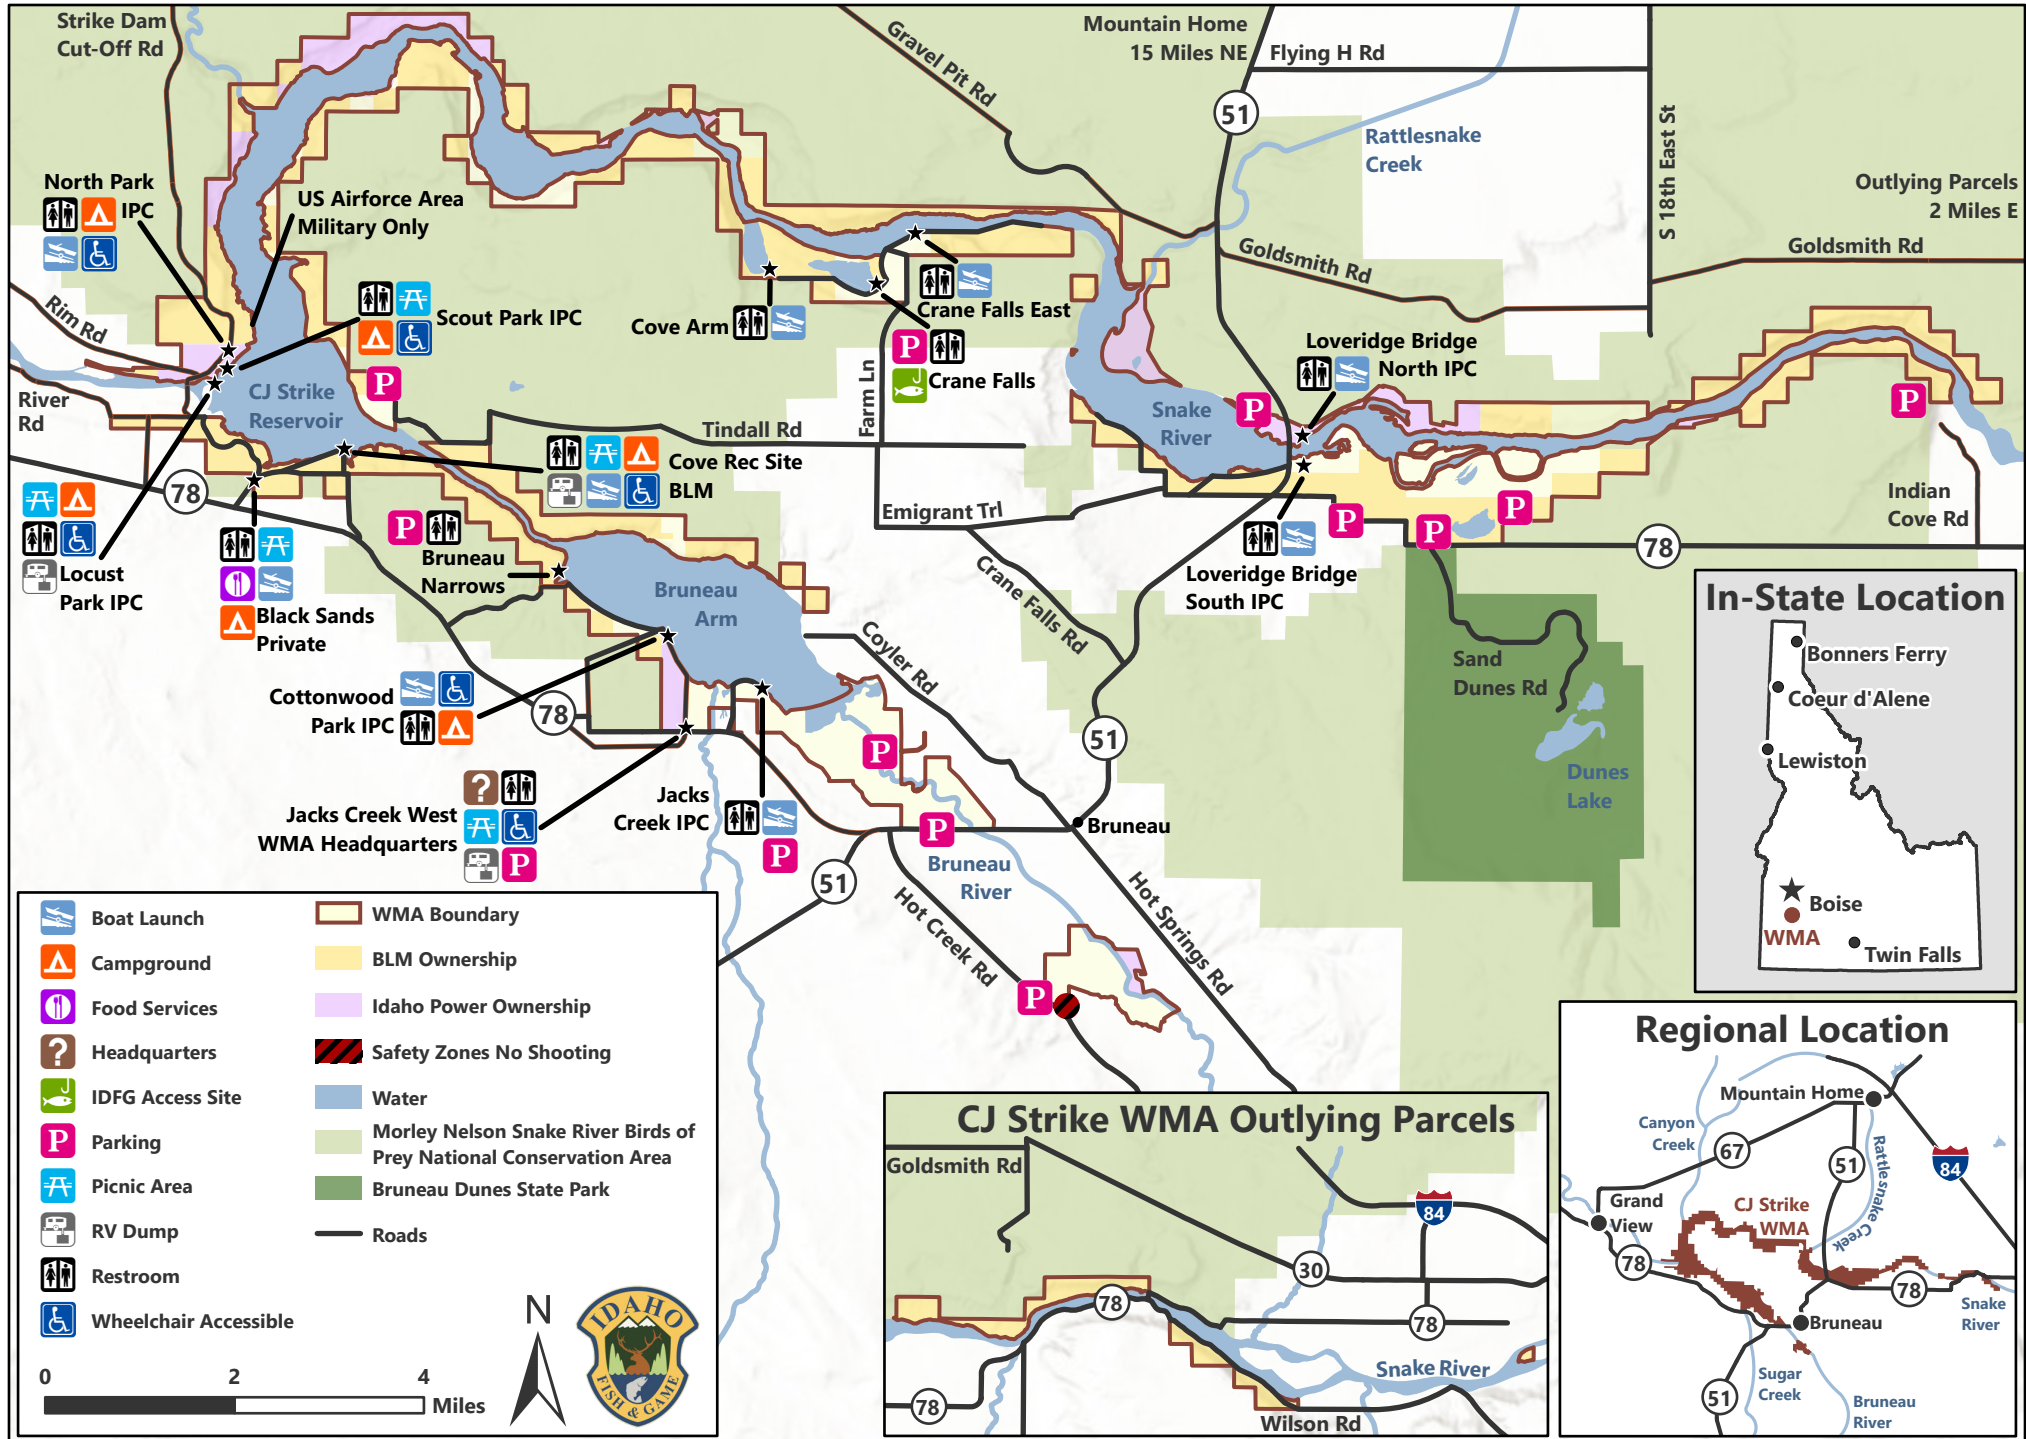 Strike Dam
Cut-Off Rd
Gravel Pit Rd
Mountain Home
15 Miles NE
Flying H Rd
51
Rattlesnake
Creek
S 18th East St
Outlying Parcels
2 Miles E
Goldsmith Rd
Goldsmith Rd
North Park
IPC
US Airforce Area
Military Only
Rim Rd
Scout Park IPC
River
Rd
CJ Strike
Reservoir
P
Cove Arm
Crane Falls East
P
Crane Falls
Farm Ln
Tindall Rd
Snake
River
P
Loveridge Bridge
North IPC
P
Indian
Cove Rd
78
Cove Rec Site
BLM
Emigrant Trl
P
P
P
78
Loveridge Bridge
South IPC
Locust
Park IPC
P
Bruneau
Narrows
Black Sands
Private
Bruneau
Arm
Crane Falls Rd
Coyler Rd
Sand
Dunes Rd
Dunes
Lake
Cottonwood
Park IPC
78
51
P
?
Jacks Creek West
WMA Headquarters
P
Jacks
Creek IPC
P
P
Bruneau
51
Bruneau
River
Hot Creek Rd
Hot Springs Rd
P
In-State Location
Bonners Ferry
Coeur d'Alene
Lewiston
Boise
WMA
Twin Falls
Boat Launch
Campground
Food Services
? Headquarters
IDFG Access Site
P Parking
Picnic Area
RV Dump
Restroom
Wheelchair Accessible
WMA Boundary
BLM Ownership
Idaho Power Ownership
Safety Zones No Shooting
Water
Morley Nelson Snake River Birds of
Prey National Conservation Area
Bruneau Dunes State Park
Roads
0 2 4
Miles
N
IDAHO
FISH & GAME
CJ Strike WMA Outlying Parcels
Goldsmith Rd
84
30
78
78
Snake River
78
Wilson Rd
Regional Location
Mountain Home
Canyon
Creek
67
51
Rattlesnake Creek
84
Grand
View
CJ Strike
WMA
78
78
Snake
River
Bruneau
Sugar
Creek
51
Bruneau
River